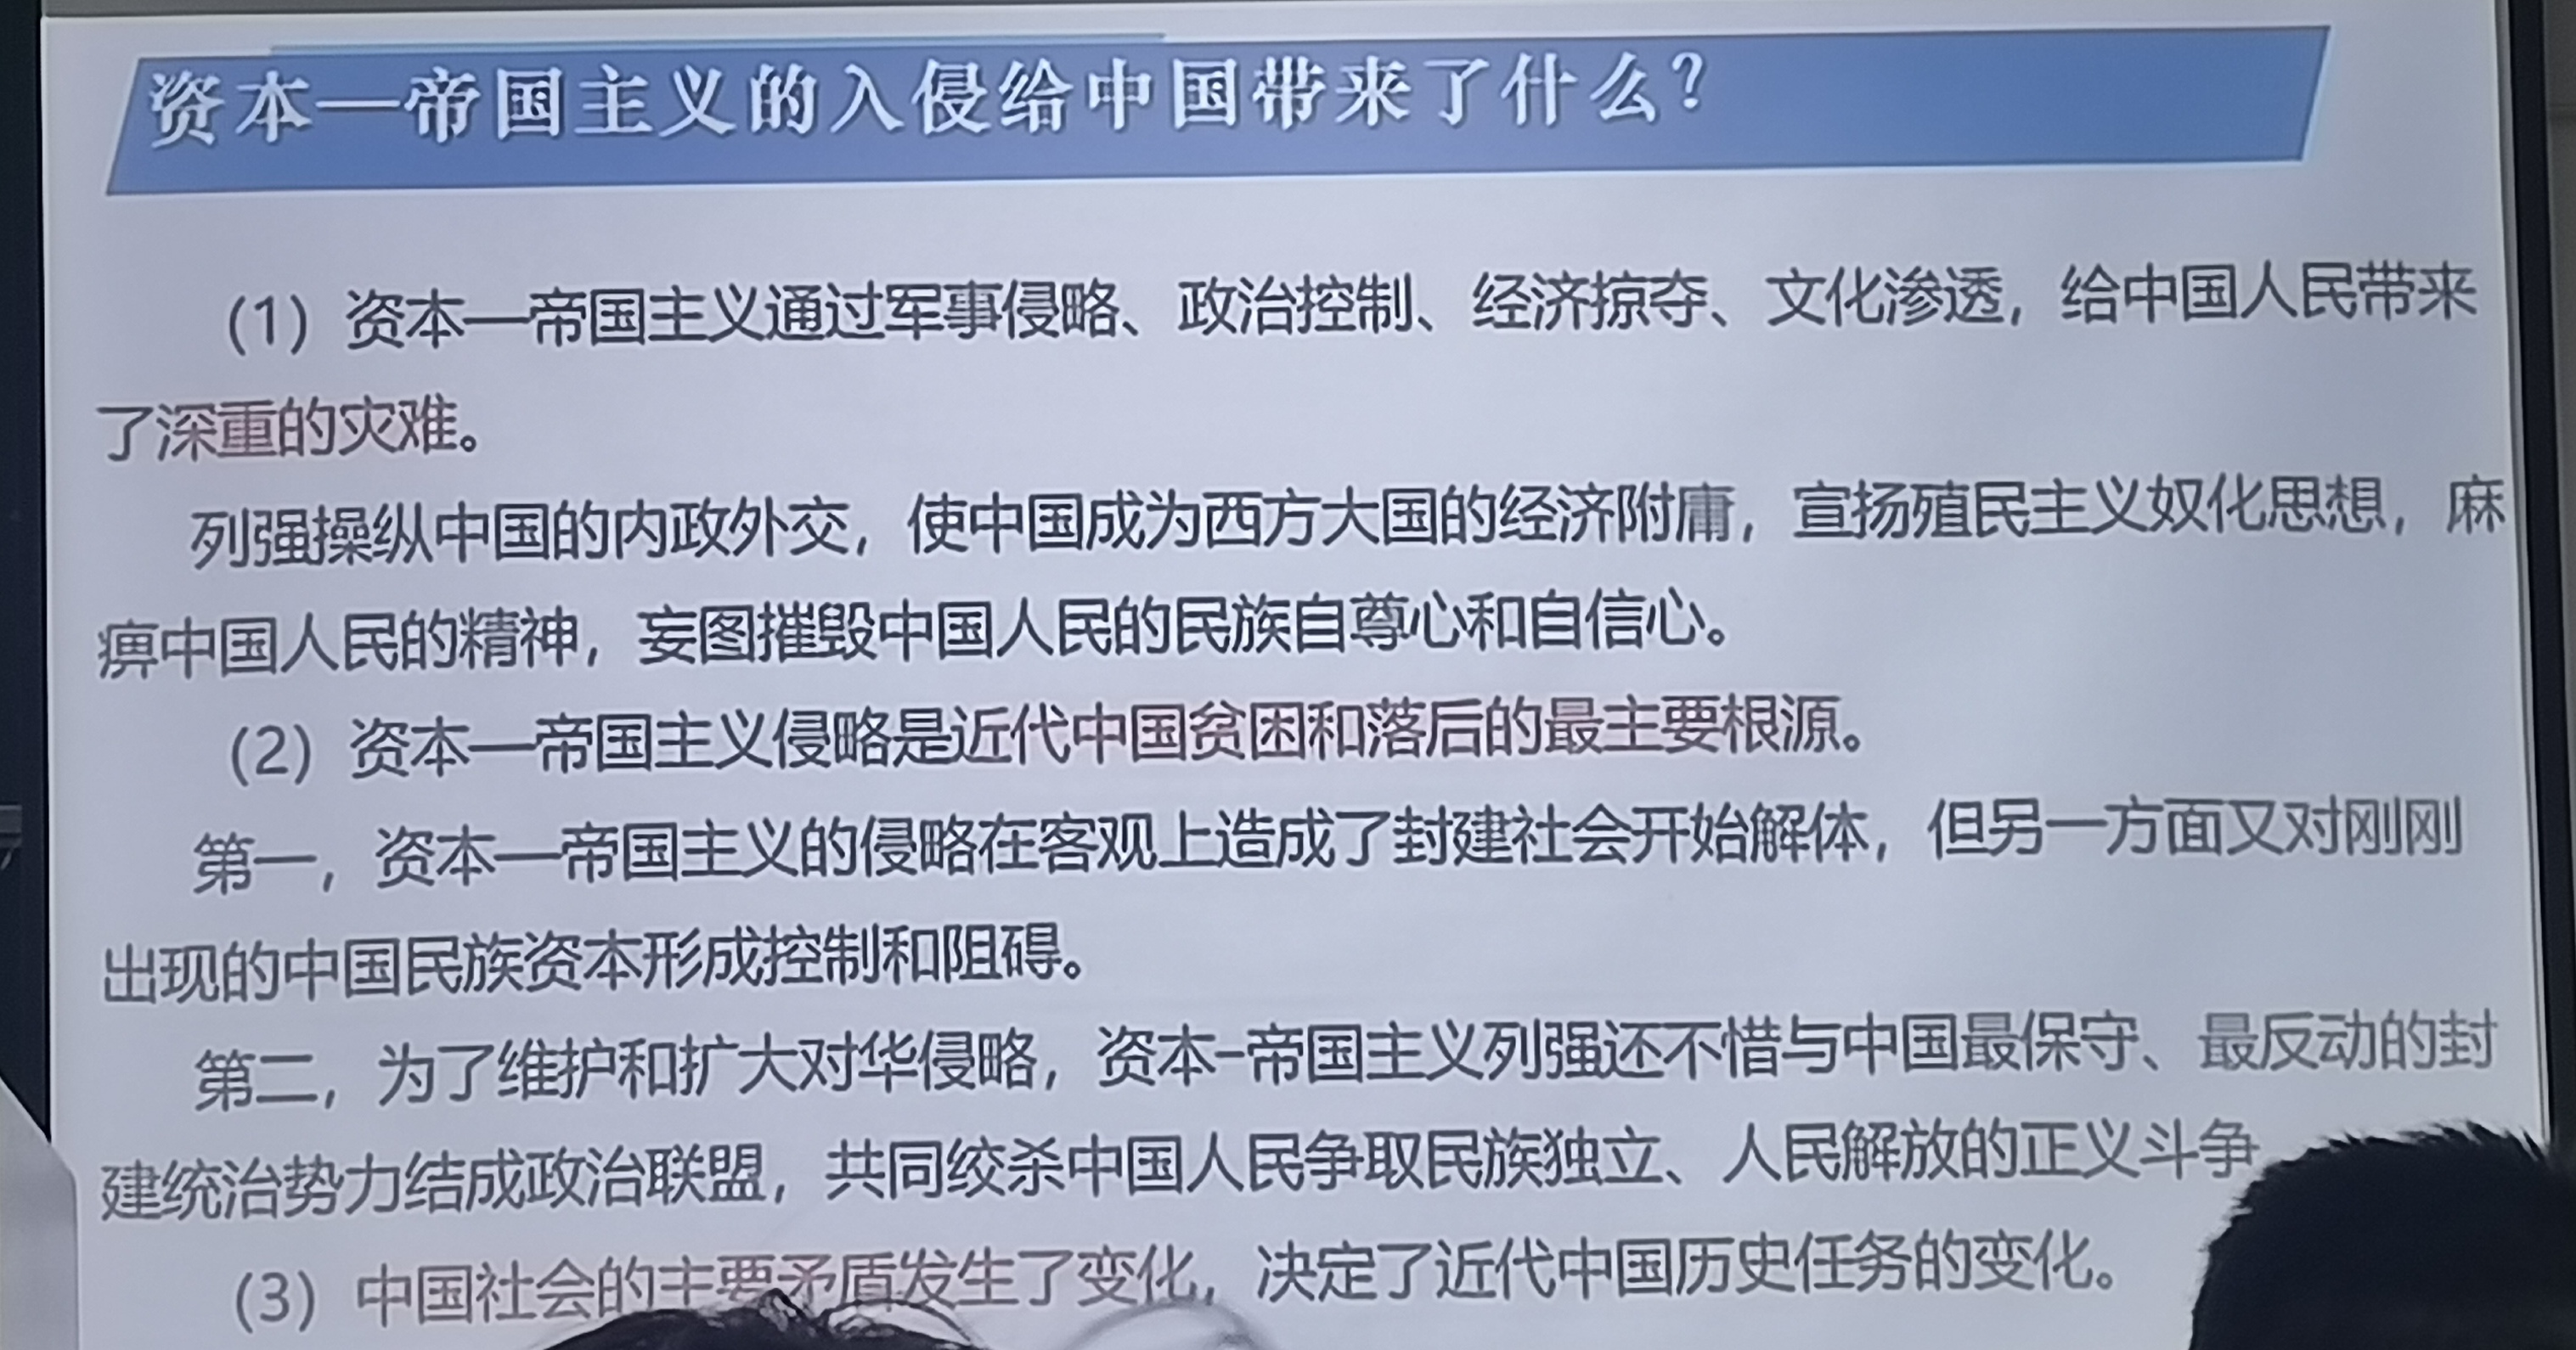 资本—帝国主义的入侵给中国带来了什么？
（1）资本—帝国主义通过军事侵略、政治控制、经济掠夺、文化渗透，给中国人民带来
了深重的灾难。
列强操纵中国的内政外交，使中国成为西方大国的经济附庸，宣扬殖民主义奴化思想，麻
痹中国人民的精神，妄图摧毁中国人民的民族自尊心和自信心。
（2）资本—帝国主义侵略是近代中国贫困和落后的最主要根源。
第一，资本—帝国主义的侵略在客观上造成了封建社会开始解体，但另一方面又对刚刚
出现的中国民族资本形成控制和阻碍。
第二，为了维护和扩大对华侵略，资本-帝国主义列强还不惜与中国最保守、最反动的封
建统治势力结成政治联盟，共同绞杀中国人民争取民族独立、人民解放的正义斗争
（3）中国社会的主要矛盾发生了变化，决定了近代中国历史任务的变化。